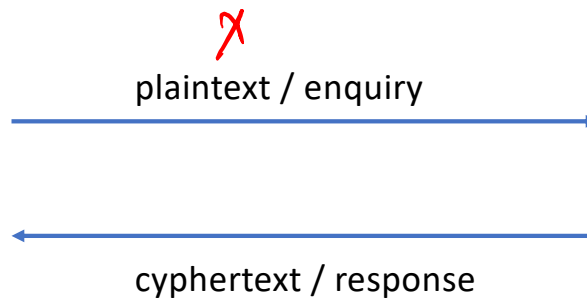 x
plaintext / enquiry
cyphertext / response